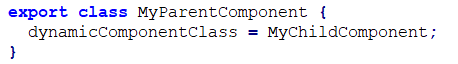 export class MyParentComponent {
  dynamicComponentClass = MyChildComponent;
}